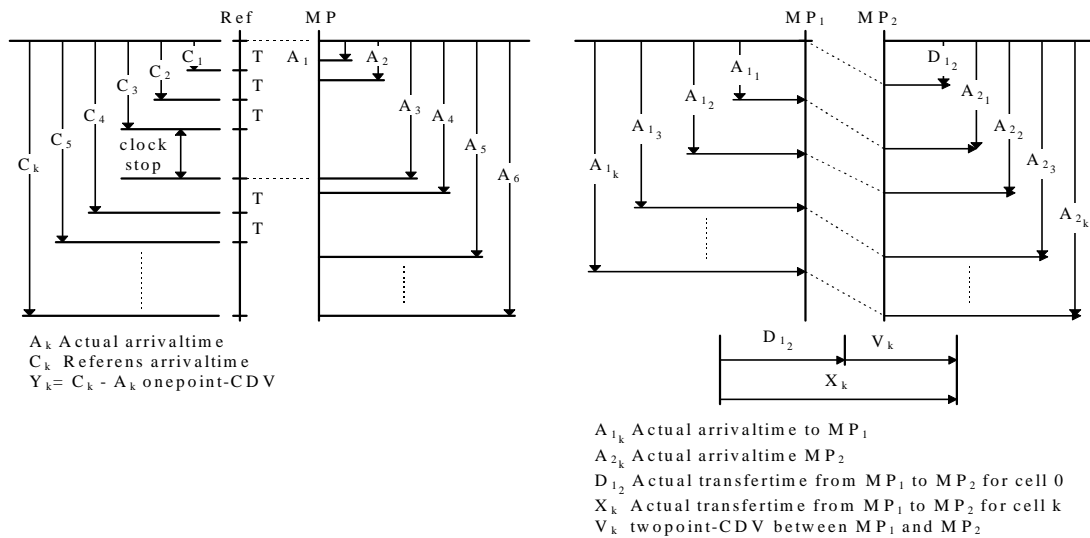 Ref
MP
C1
T
A1
A2
C2
T
C3
T
A3
A4
C4
clock
stop
C5
A5
Ck
A6
T
T
Ak Actual arrivaltime
Ck Referens arrivaltime
Yk= Ck - Ak onepoint-CDV
MP1
MP2
D12
A11
A21
A12
A22
A13
A23
A1k
A2k
D12
Vk
Xk
A1k Actual arrivaltime to MP1
A2k Actual arrivaltime MP2
D12 Actual transfertime from MP1 to MP2 for cell 0
Xk Actual transfertime from MP1 to MP2 for cell k
Vk twopoint-CDV between MP1 and MP2